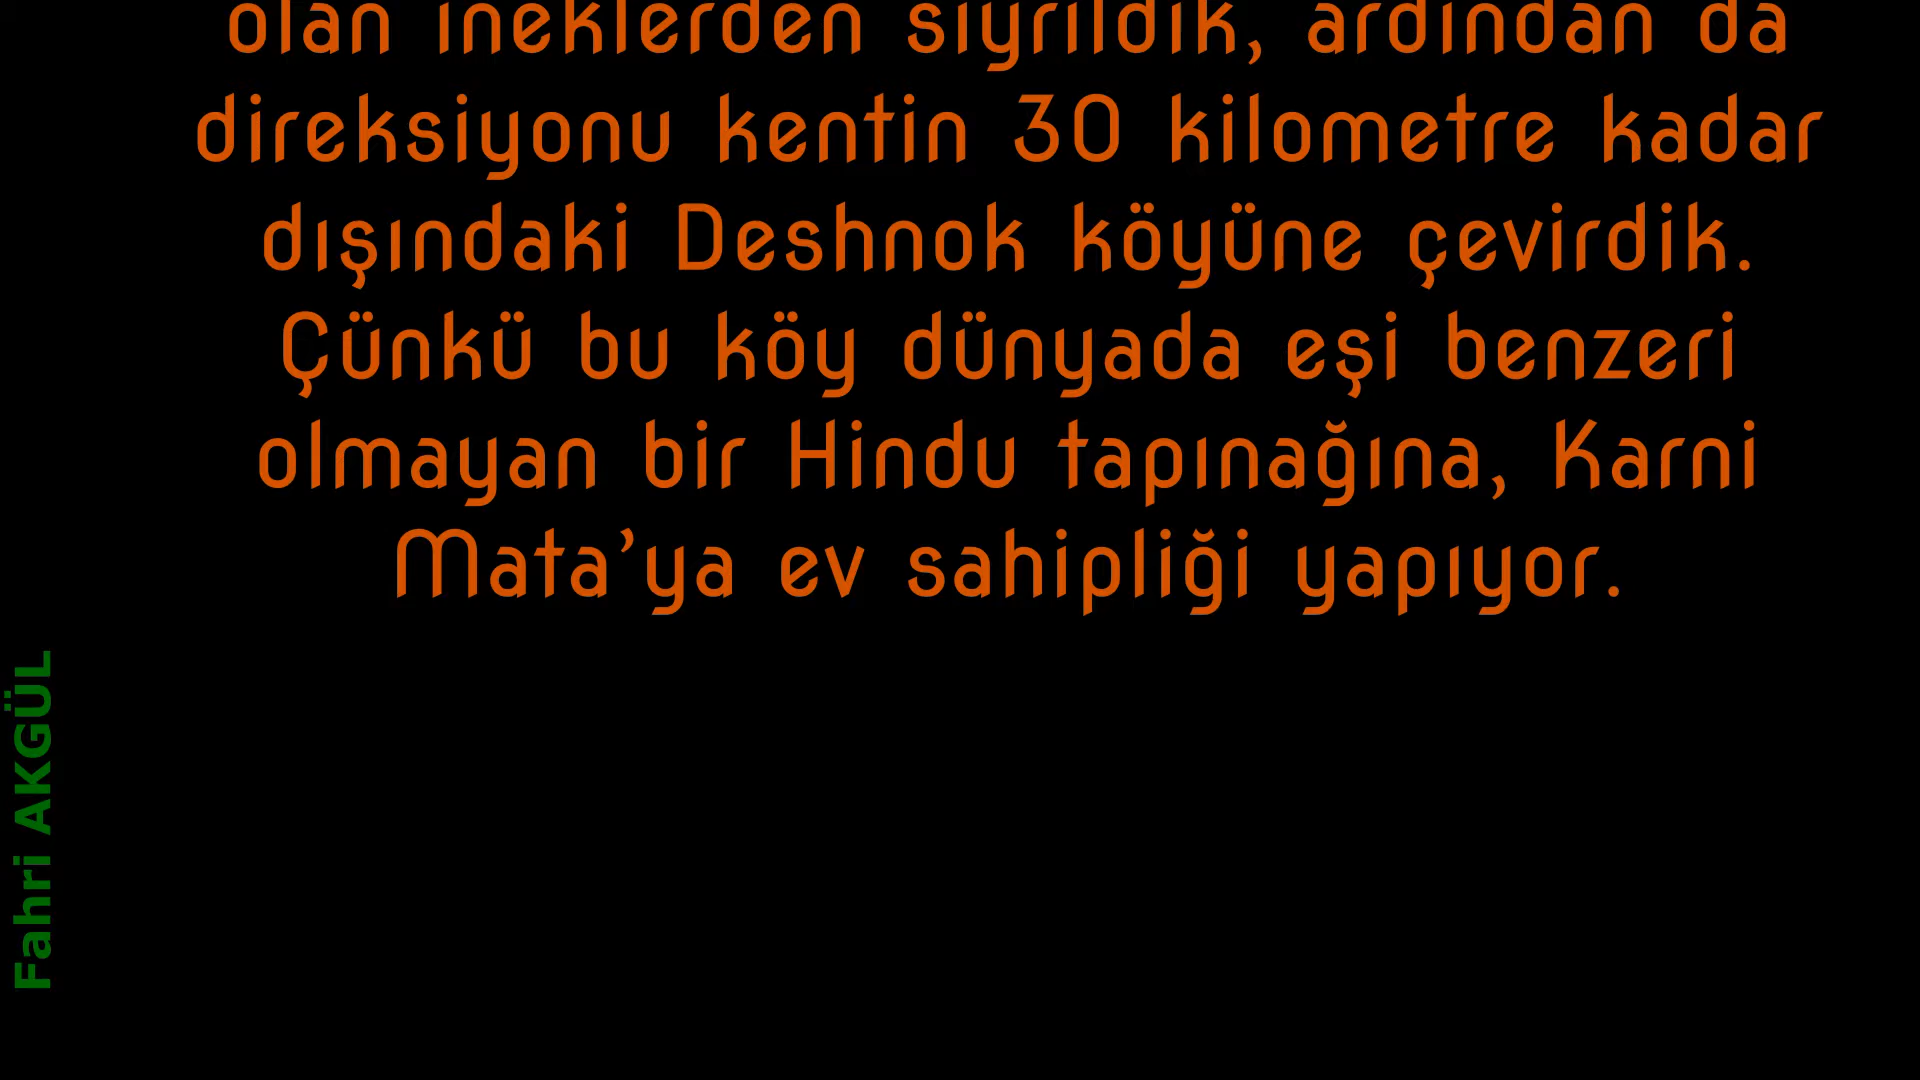 olan ineklerden sıyrıldık, ardından da
direksiyonu kentin 30 kilometre kadar
dışındaki Deshnok köyüne çevirdik.
Çünkü bu köy dünyada eşi benzeri
olmayan bir Hindu tapınağına, Karni
Mata’ya ev sahipliği yapıyor.
Fahri AKGÜL